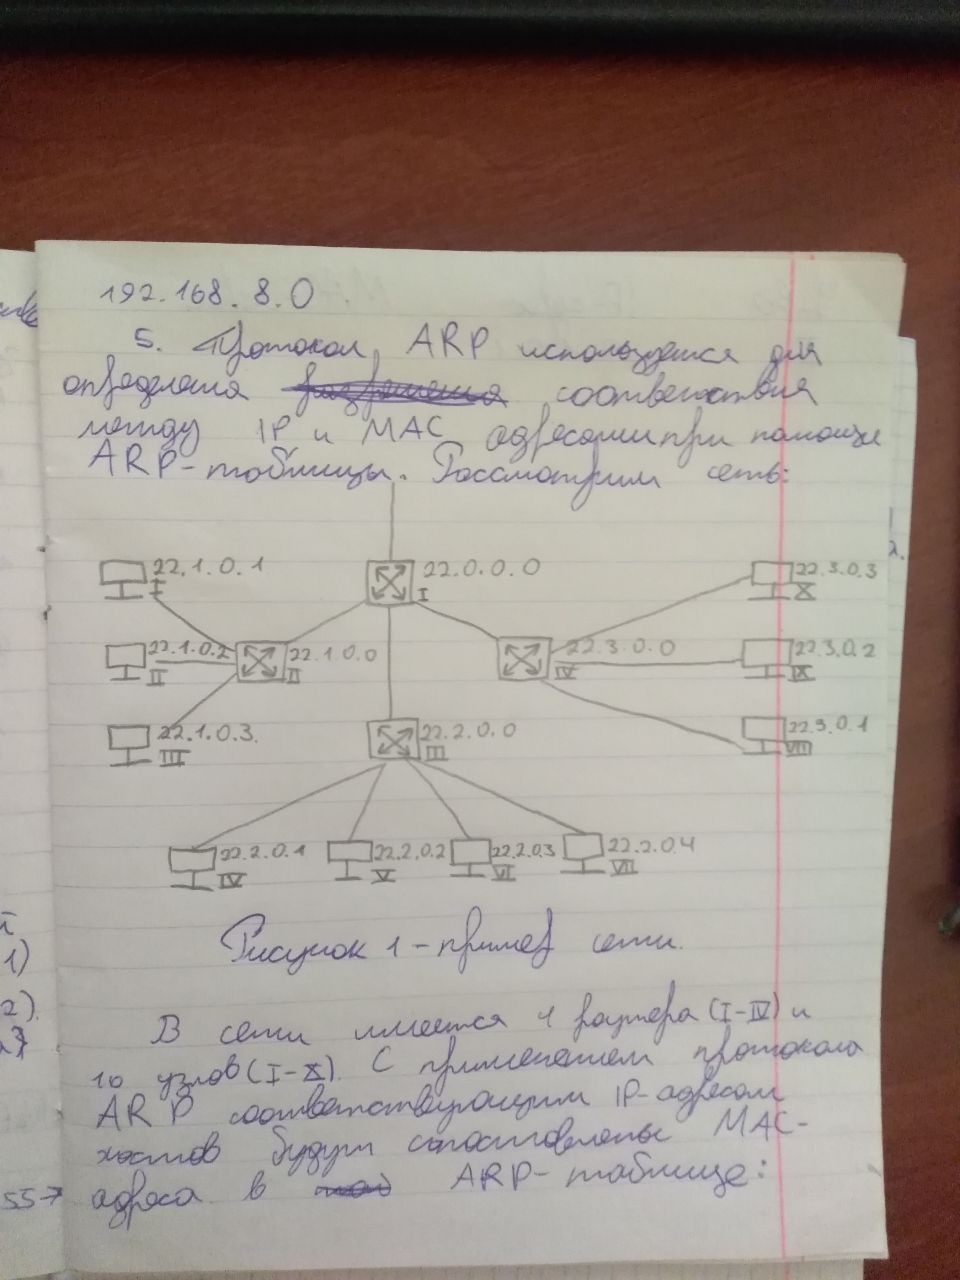 192.168.8.0
5. Протокол ARP используется для
определения соответствия
между IP и MAC адресами при помощи
ARP-таблицы. Рассмотрим сеть:
22.1.0.1
I
22.0.0.0
I
22.3.0.3
X
22.1.0.2
II
22.1.0.0
II
22.3.0.0
IV
22.3.0.2
IX
22.1.0.3.
III
22.2.0.0
III
22.3.0.1
VIII
22.2.0.1
IV
22.2.0.2
V
22.2.0.3
VI
22.2.0.4
VII
Рисунок 1 - пример сети.
В сети имеется 4 роутера (I-IV) и
10 узлов (I-X). С применением протокола
ARP соответствующим IP-адресам
хостов будут сопоставлены MAC-
адреса в ARP-таблице:
1)
2).
55→